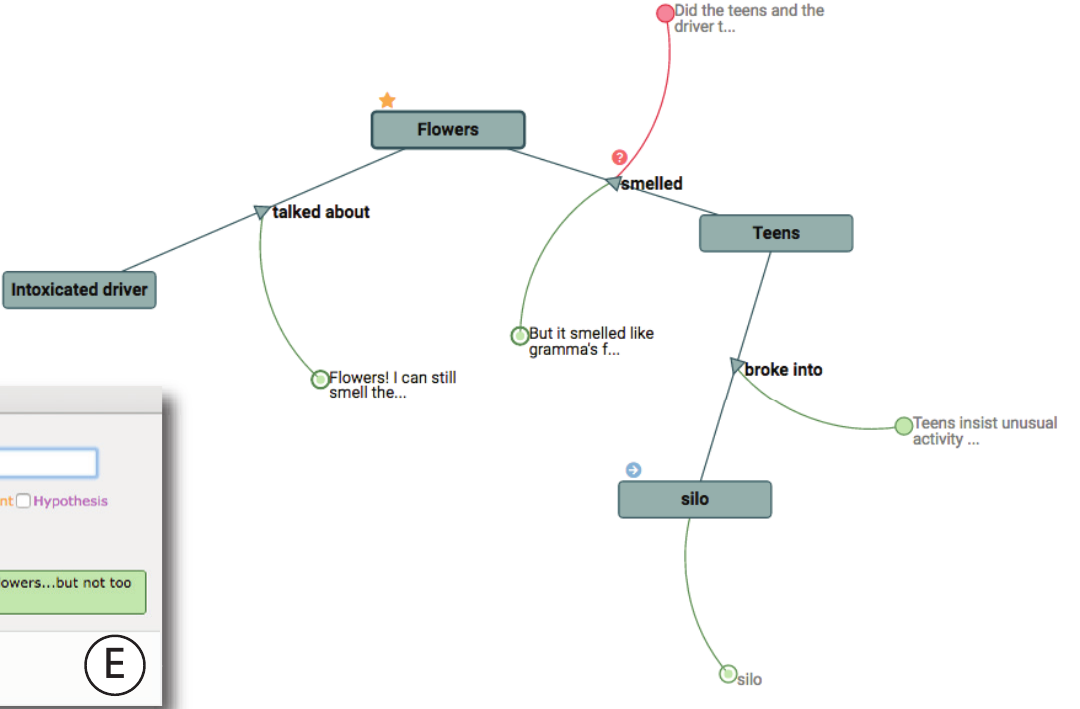 Did the teens and the
driver t...
Flowers
?
smelled
talked about
Teens
Intoxicated driver
But it smelled like
gramma's f...
Flowers! I can still
smell the...
broke into
Teens insist unusual
activity ...
silo
nt Hypothesis
owers...but not too
E
silo